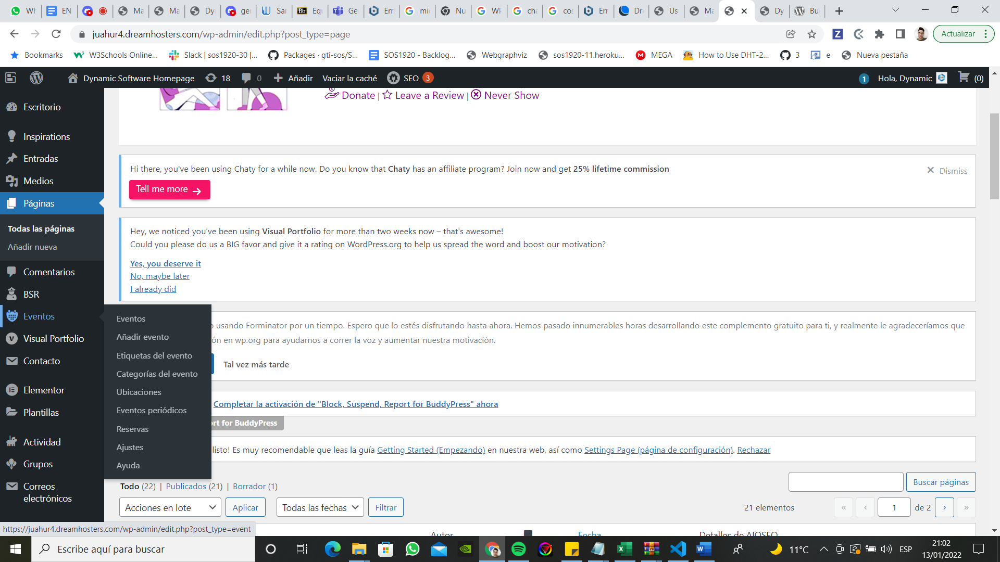 Wh
EN
Ma
Ma
Dy
ge
Sar
Equ
Ge
Err
mic
Nu
WF
cha
cos
Err
Dre
Us
Ma
Dy
Bu
juahur4.dreamhosters.com/wp-admin/edit.php?post_type=page
Actualizar
Bookmarks
W3Schools Online...
Slack | sos1920-30 |...
Packages · gti-sos/S...
SOS1920 - Backlog...
Webgraphviz
sos1920-11.heroku...
MEGA
How to Use DHT-2...
3
e
Nueva pestaña
Dynamic Software Homepage
18
0
Añadir
Vaciar la caché
SEO 3
1
Hola, Dynamic
(0)
Escritorio
Inspirations
Entradas
Medios
Páginas
Todas las páginas
Añadir nueva
Comentarios
BSR
Eventos
Visual Portfolio
Contacto
Elementor
Plantillas
Actividad
Grupos
Correos
electrónicos
Eventos
Añadir evento
Etiquetas del evento
Categorías del evento
Ubicaciones
Eventos periódicos
Reservas
Ajustes
Ayuda
Donate | Leave a Review | Never Show
Hi there, you've been using Chaty for a while now. Do you know that Chaty has an affiliate program? Join now and get 25% lifetime commission
Dismiss
Tell me more
Hey, we noticed you've been using Visual Portfolio for more than two weeks now – that's awesome!
Could you please do us a BIG favor and give it a rating on WordPress.org to help us spread the word and boost our motivation?
Yes, you deserve it
No, maybe later
I already did
o usando Forminator por un tiempo. Espero que lo estés disfrutando hasta ahora. Hemos pasado innumerables horas desarrollando este complemento gratuito para ti, y realmente le agradeceríamos que
ón en wp.org para ayudarnos a correr la voz y aumentar nuestra motivación.
Tal vez más tarde
Completar la activación de "Block, Suspend, Report for BuddyPress" ahora
ort for BuddyPress
listo! Es muy recomendable que leas la guía Getting Started (Empezando) en nuestra web, así como Settings Page (página de configuración). Rechazar
Todo (22) | Publicados (21) | Borrador (1)
Buscar páginas
Acciones en lote
Aplicar
Todas las fechas
Filtrar
21 elementos
«
‹
1
de 2
›
»
Autor
Fecha
Detalles de AIOSEO
https://juahur4.dreamhosters.com/wp-admin/edit.php?post_type=event
Escribe aquí para buscar
11°C
ESP
21:02
13/01/2022